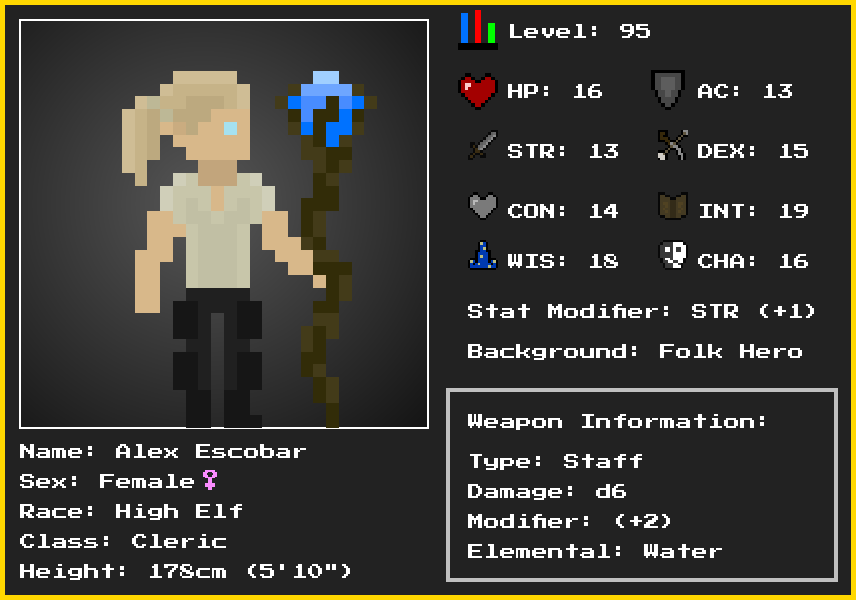 Level: 95
HP: 16 AC: 13
STR: 13 DEX: 15
CON: 14 INT: 19
WIS: 18 CHA: 16
Stat Modifier: STR (+1)
Background: Folk Hero
Weapon Information:
Type: Staff
Damage: d6
Modifier: (+2)
Elemental: Water
Name: Alex Escobar
Sex: Female♀
Race: High Elf
Class: Cleric
Height: 178cm (5'10")